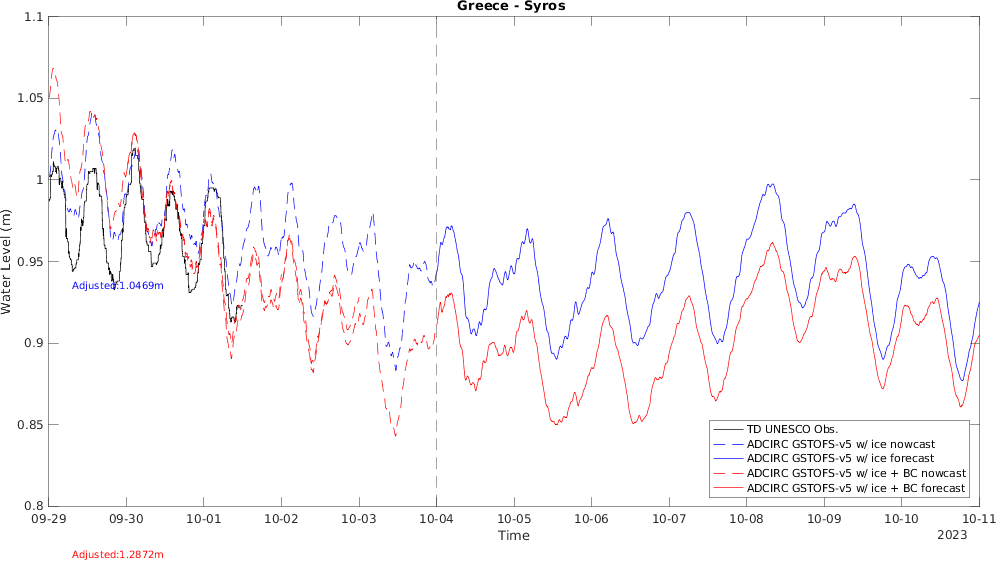 Greece - Syros
1.1
1.05
1
0.95
0.9
0.85
0.8
Water Level (m)
Adjusted:1.0469m
TD UNESCO Obs.
ADCIRC GSTOFS-v5 w/ ice nowcast
ADCIRC GSTOFS-v5 w/ ice forecast
ADCIRC GSTOFS-v5 w/ ice + BC nowcast
ADCIRC GSTOFS-v5 w/ ice + BC forecast
09-29 09-30 10-01 10-02 10-03 10-04 10-05 10-06 10-07 10-08 10-09 10-10 10-11
Time
2023
Adjusted:1.2872m